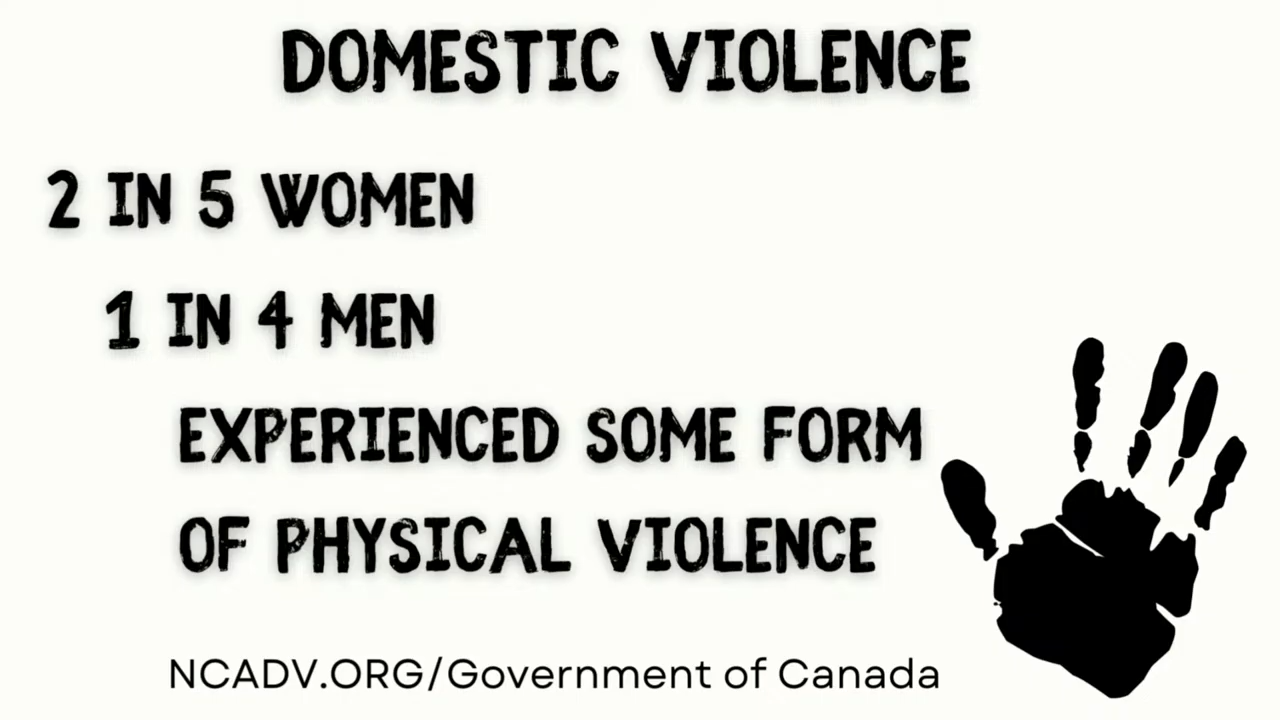 DOMESTIC VIOLENCE
2 IN 5 WOMEN
1 IN 4 MEN
EXPERIENCED SOME FORM
OF PHYSICAL VIOLENCE
NCADV.ORG/Government of Canada